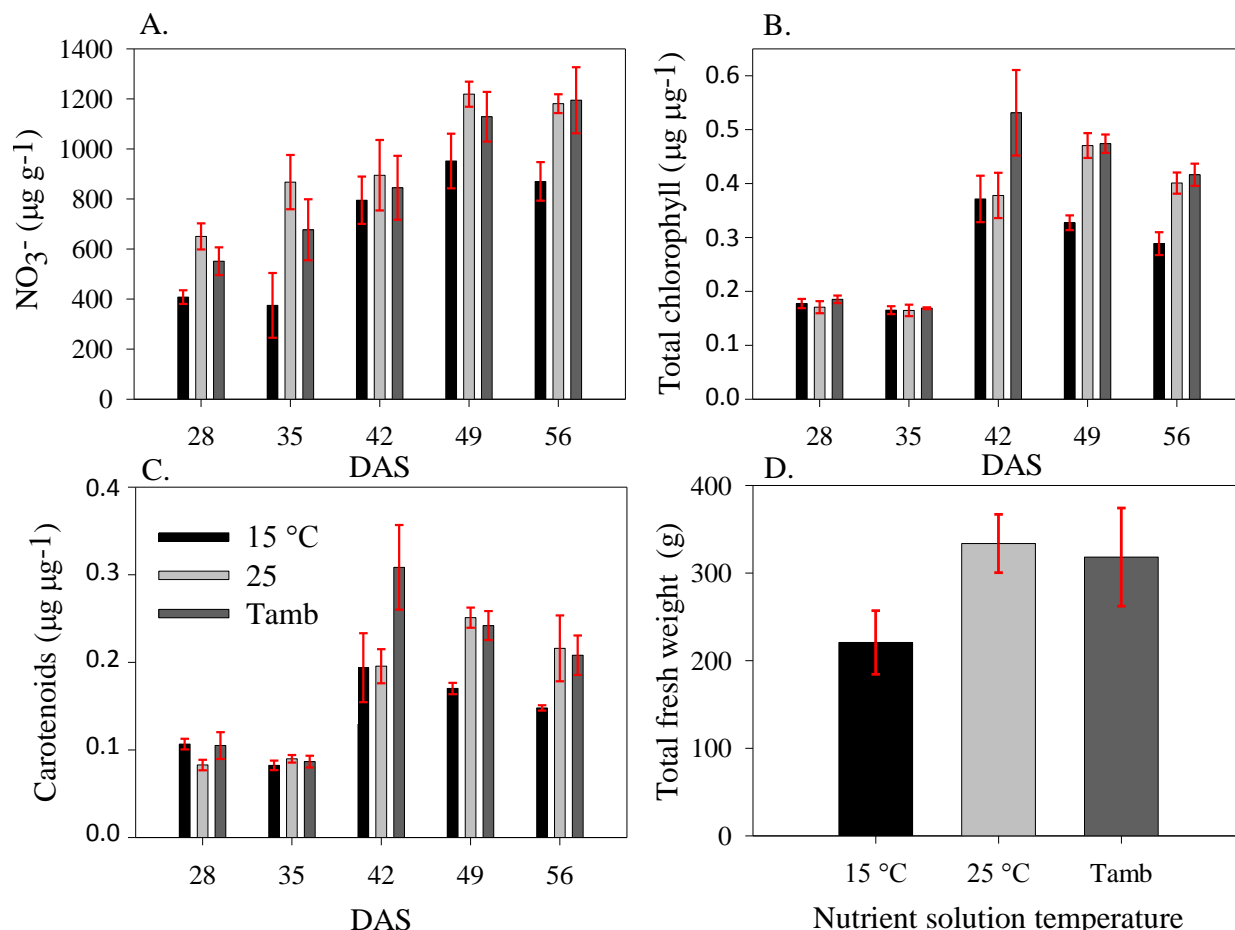 A.
1400
1200
1000
800
600
400
200
0
NO3- (µg g-1)
28 35 42 49 56
DAS
B.
0.6
0.5
0.4
0.3
0.2
0.1
0.0
Total chlorophyll (µg µg-1)
28 35 42 49 56
DAS
C.
0.4
0.3
0.2
0.1
0.0
Carotenoids (µg µg-1)
15 °C
25
Tamb
28 35 42 49 56
DAS
D.
400
300
200
100
0
Total fresh weight (g)
15 °C 25 °C Tamb
Nutrient solution temperature